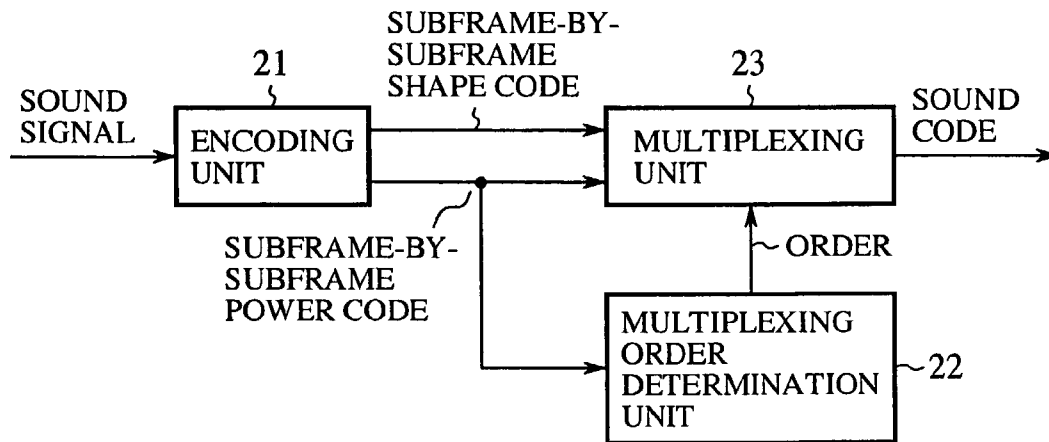 SOUND
SIGNAL
21
ENCODING
UNIT
SUBFRAME-BY-
SUBFRAME
SHAPE CODE
SUBFRAME-BY-
SUBFRAME
POWER CODE
23
MULTIPLEXING
UNIT
SOUND
CODE
ORDER
MULTIPLEXING
ORDER
DETERMINATION
UNIT
22